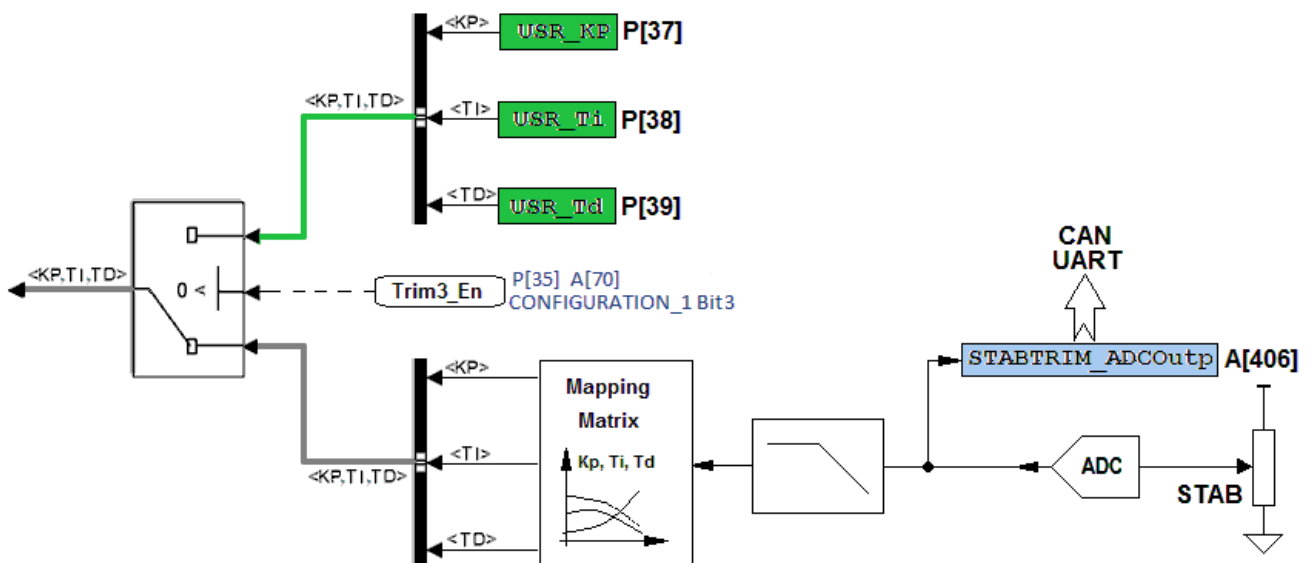 <KP>
USR_KP P[37]
<KP,TI,TD>
<TI>
USR_Ti P[38]
<TD>
USR_Td P[39]
<KP,TI,TD>
0 <
Trim3_En
P[35] A[70]
CONFIGURATION_1 Bit3
CAN
UART
STABTRIM_ADCOutp A[406]
<KP>
Mapping
Matrix
<TI>
Kp, Ti, Td
<KP,TI,TD>
ADC
STAB
<TD>